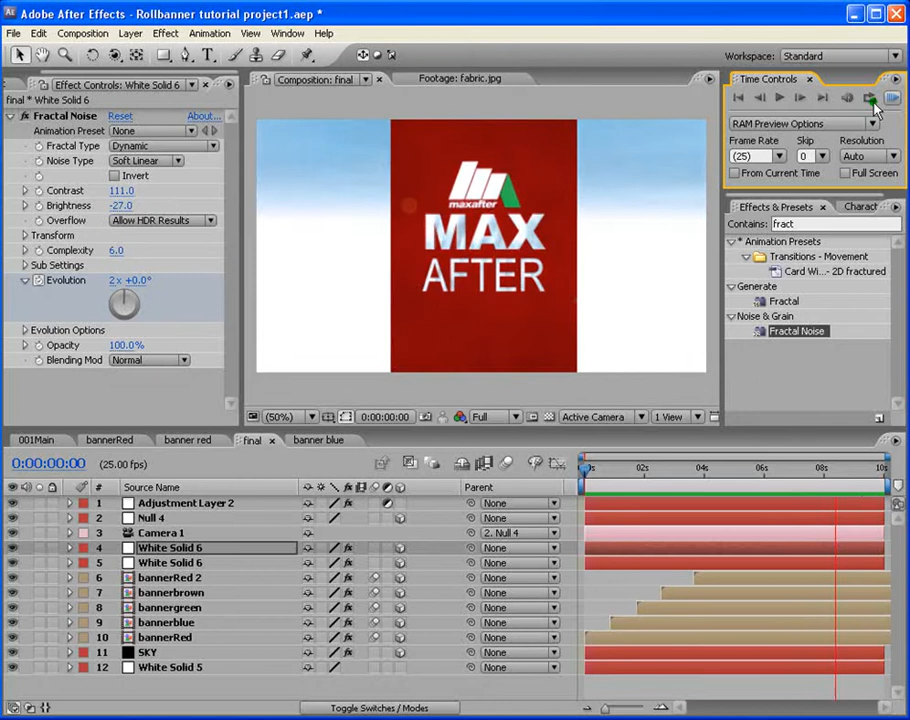 Adobe After Effects - Rollbanner tutorial project1.aep *
File Edit Composition Layer Effect Animation View Window Help
Workspace: Standard
Effect Controls: White Solid 6
final * White Solid 6
Fractal Noise Reset About...
Animation Preset None
Fractal Type Dynamic
Noise Type Soft Linear
Invert
Contrast 111.0
Brightness -27.0
Overflow Allow HDR Results
Transform
Complexity 6.0
Sub Settings
Evolution 2x +0.0°
Evolution Options
Opacity 100.0%
Blending Mod Normal
Composition: final Footage: fabric.jpg
maxafter
MAX
AFTER
(50%) 0:00:00:00 Full Active Camera 1 View
Time Controls
RAM Preview Options
Frame Rate Skip Resolution
(25) 0 Auto
From Current Time Full Screen
Effects & Presets Charact
Contains: fract
* Animation Presets
Transitions - Movement
Card Wi...- 2D fractured
Generate
Fractal
Noise & Grain
Fractal Noise
001Main bannerRed banner red final banner blue
0:00:00:00 (25.00 fps)
02s 04s 06s 08s 10s
# Source Name Parent
1 Adjustment Layer 2 None
2 Null 4 None
3 Camera 1 2. Null 4
4 White Solid 6 None
5 White Solid 6 None
6 bannerRed 2 None
7 bannerbrown None
8 bannergreen None
9 bannerblue None
10 bannerRed None
11 SKY None
12 White Solid 5 None
Toggle Switches / Modes